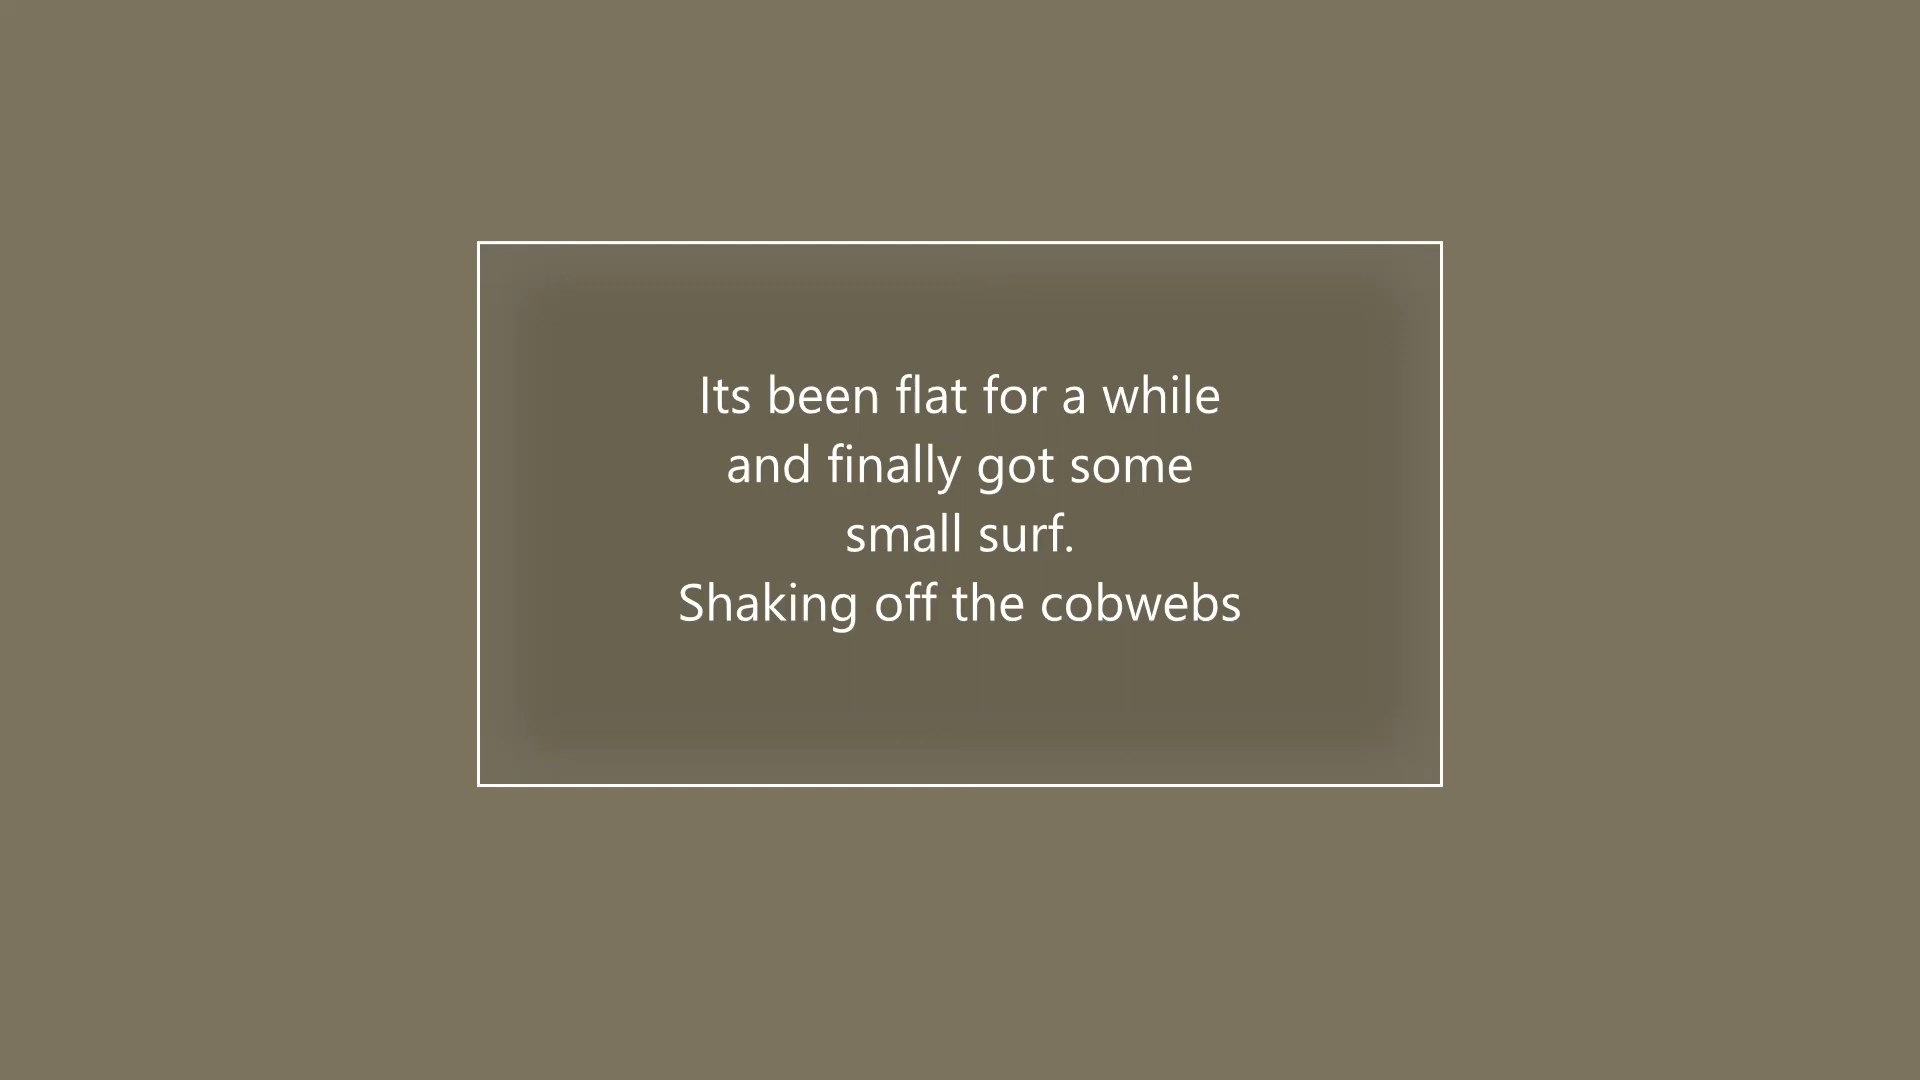 Its been flat for a while
and finally got some
small surf.
Shaking off the cobwebs